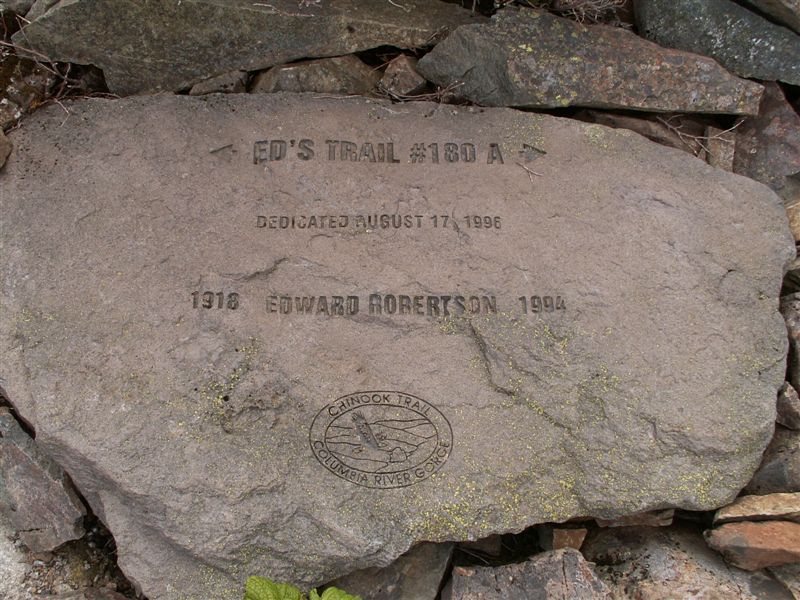 ED'S TRAIL #180 A
DEDICATED AUGUST 17, 1996
1918 EDWARD ROBERTSON 1994
CHINOOK TRAIL
COLUMBIA RIVER GORGE